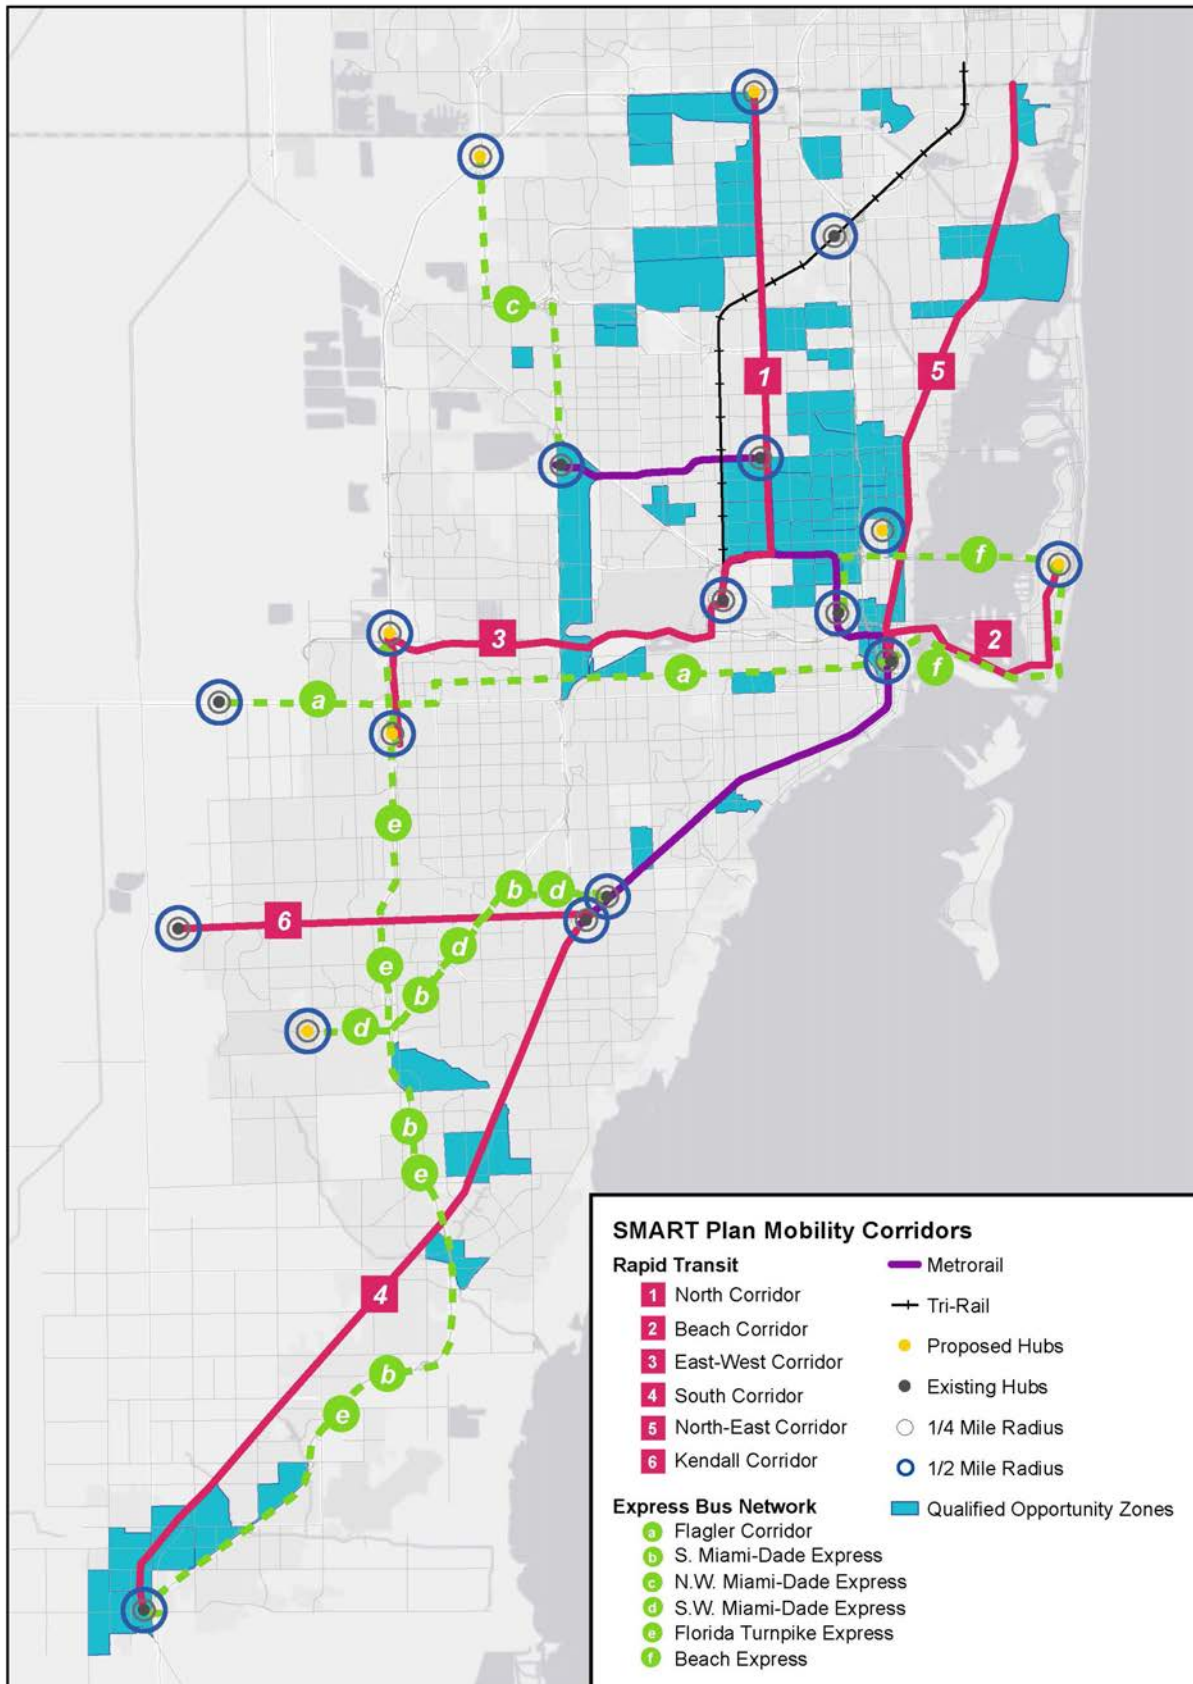 c
1
5
f
3
2
a
a
f
e
b
d
6
d
e
b
d
b
e
4
b
e
SMART Plan Mobility Corridors
Rapid Transit
1 North Corridor
2 Beach Corridor
3 East-West Corridor
4 South Corridor
5 North-East Corridor
6 Kendall Corridor
Express Bus Network
a Flagler Corridor
b S. Miami-Dade Express
c N.W. Miami-Dade Express
d S.W. Miami-Dade Express
e Florida Turnpike Express
f Beach Express
Metrorail
Tri-Rail
Proposed Hubs
Existing Hubs
1/4 Mile Radius
1/2 Mile Radius
Qualified Opportunity Zones